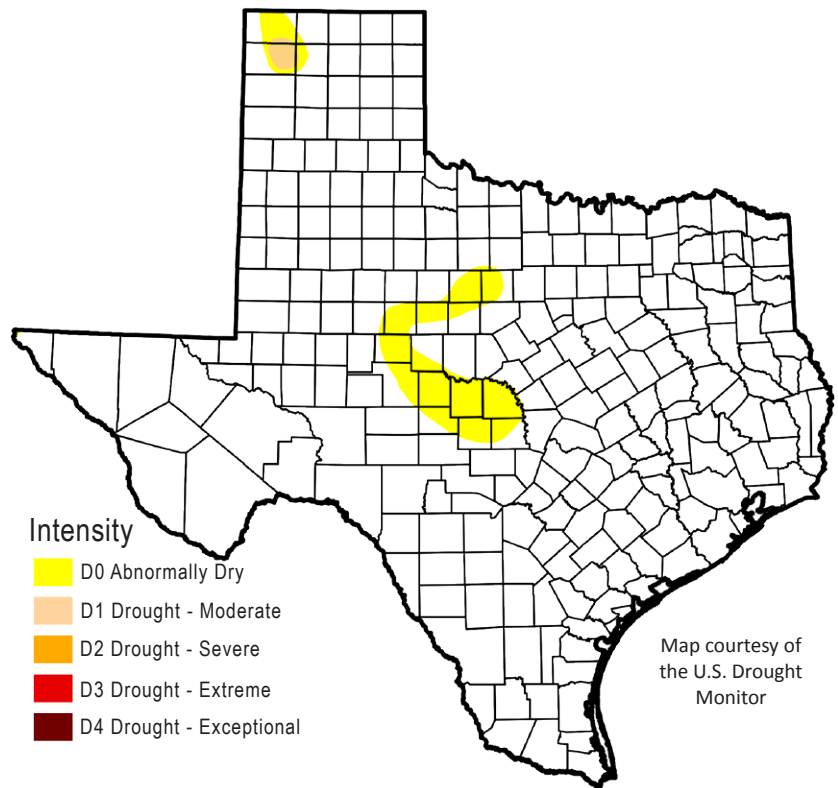 Intensity
D0 Abnormally Dry
D1 Drought - Moderate
D2 Drought - Severe
D3 Drought - Extreme
D4 Drought - Exceptional
Map courtesy of
the U.S. Drought
Monitor